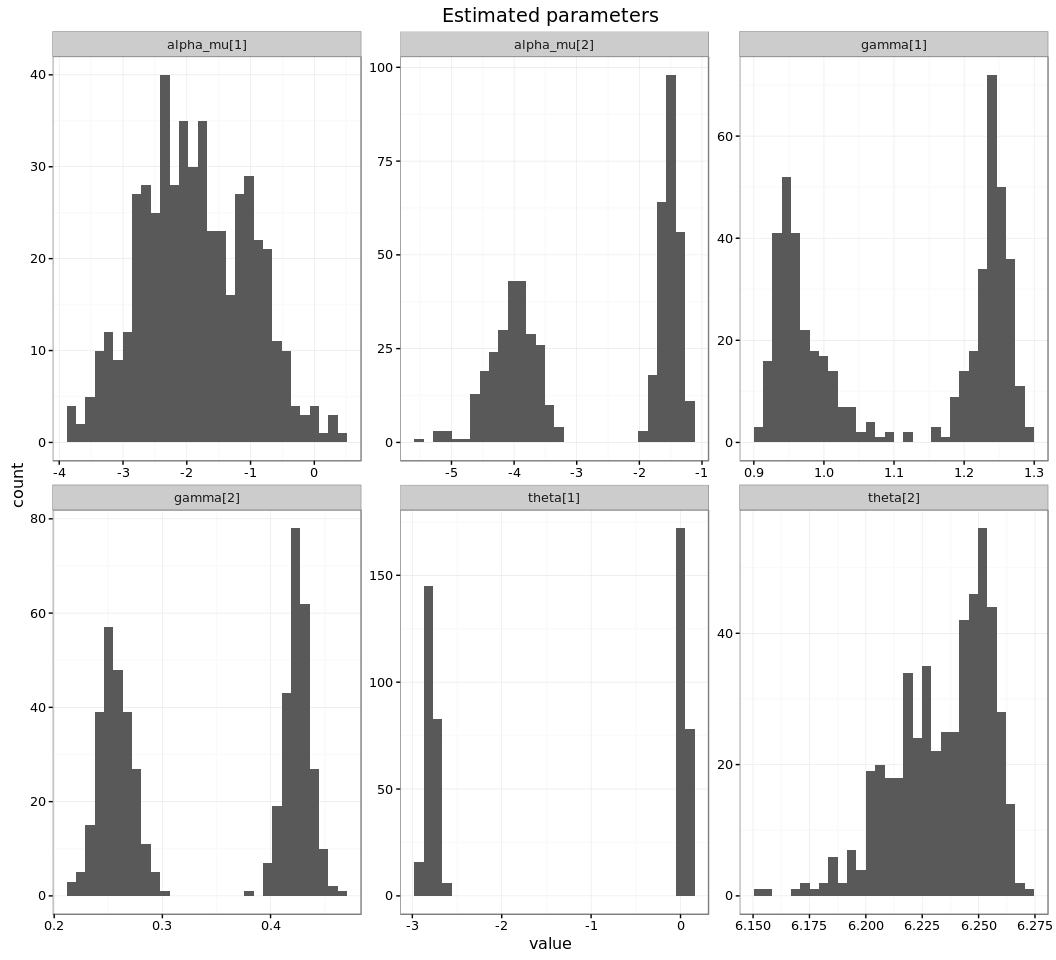 Estimated parameters
alpha_mu[1]
alpha_mu[2]
gamma[1]
40
30
20
10
0
-4 -3 -2 -1 0
100
75
50
25
0
-5 -4 -3 -2 -1
60
40
20
0
0.9 1.0 1.1 1.2 1.3
count
gamma[2]
theta[1]
theta[2]
80
60
40
20
0
0.2 0.3 0.4
150
100
50
0
-3 -2 -1 0
40
20
0
6.150 6.175 6.200 6.225 6.250 6.275
value